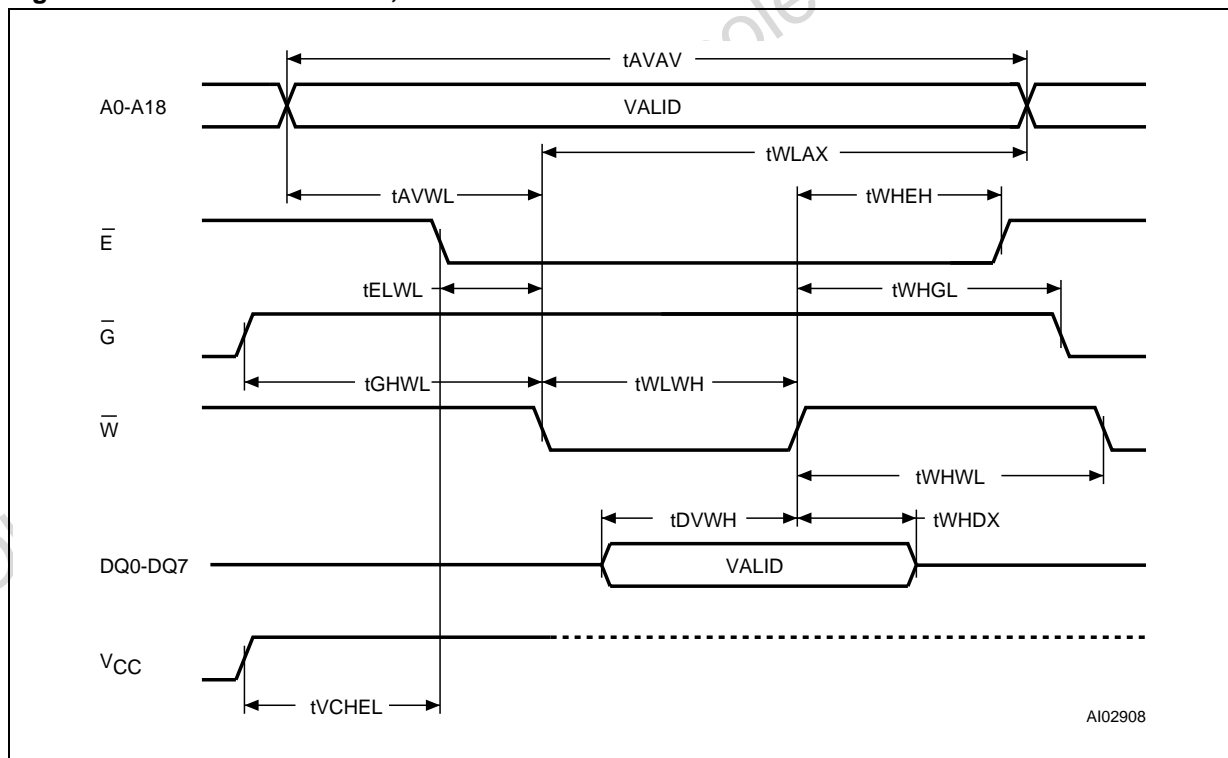 tAVAV
A0-A18
VALID
tWLAX
tAVWL
tWHEH
E
tELWL
tWHGL
G
tGHWL
tWLWH
W
tWHWL
tDVWH
tWHDX
DQ0-DQ7
VALID
VCC
tVCHEL
AI02908